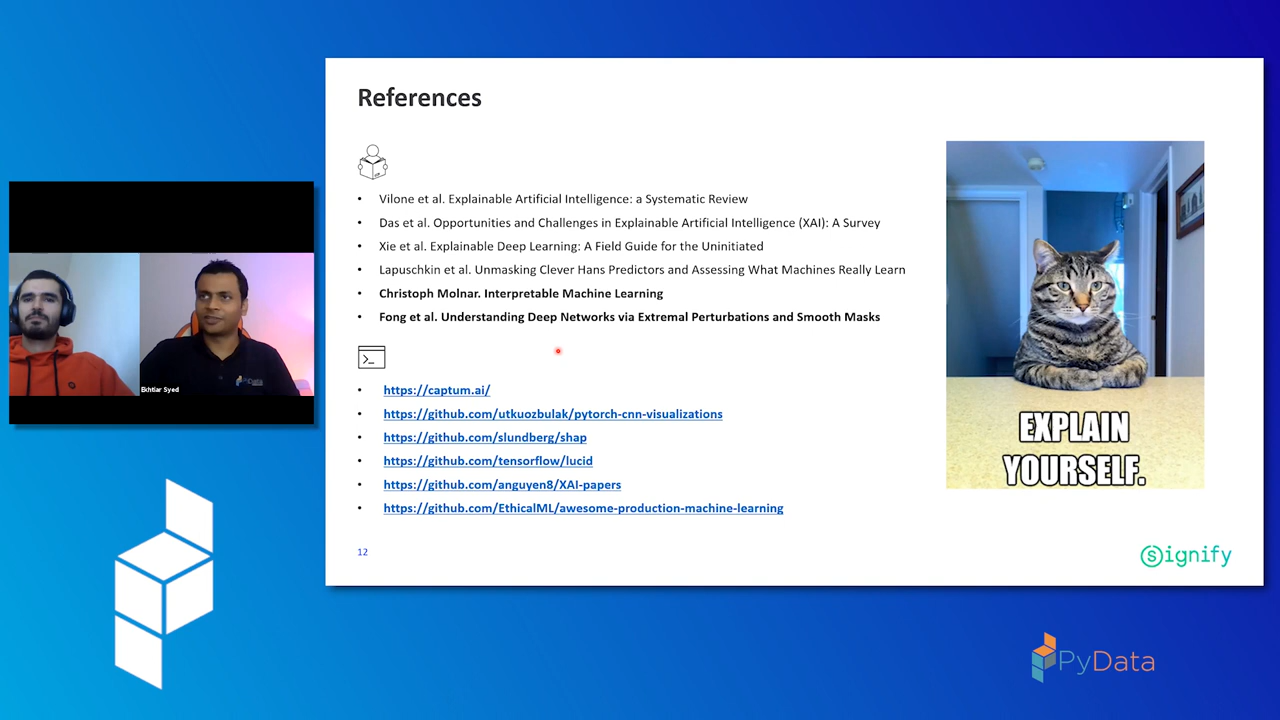 References
• Vilone et al. Explainable Artificial Intelligence: a Systematic Review
• Das et al. Opportunities and Challenges in Explainable Artificial Intelligence (XAI): A Survey
• Xie et al. Explainable Deep Learning: A Field Guide for the Uninitiated
• Lapuschkin et al. Unmasking Clever Hans Predictors and Assessing What Machines Really Learn
• Christoph Molnar. Interpretable Machine Learning
• Fong et al. Understanding Deep Networks via Extremal Perturbations and Smooth Masks
>_
• https://captum.ai/
• https://github.com/utkuozbulak/pytorch-cnn-visualizations
• https://github.com/slundberg/shap
• https://github.com/tensorflow/lucid
• https://github.com/anguyen8/XAI-papers
• https://github.com/EthicalML/awesome-production-machine-learning
12
EXPLAIN
YOURSELF.
signify
PyData
Ekhtiar Syed
PyData